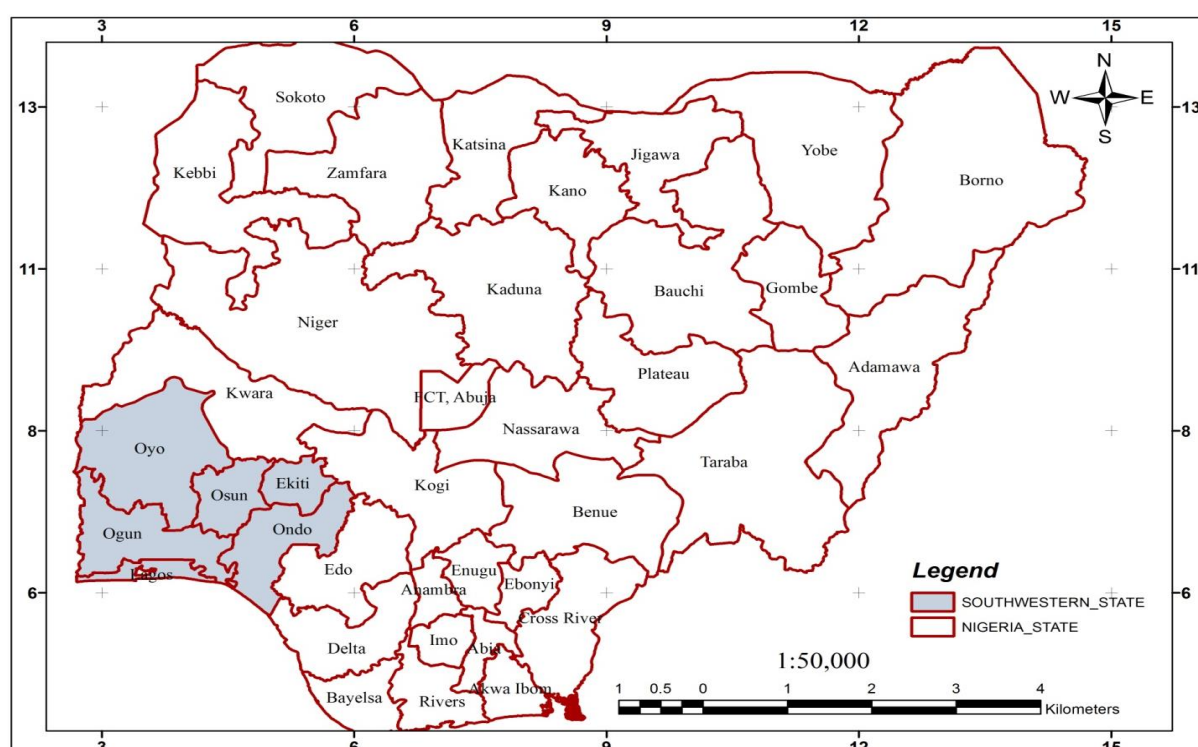 3 6 9 12 15
N
W E
S
13 13
Sokoto
Katsina
Jigawa
Yobe
Kebbi
Zamfara
Kano
Borno
11 11
Kaduna
Bauchi
Gombe
Niger
Plateau
Adamawa
Kwara
FCT, Abuja
8 8
Nassarawa
Oyo
Taraba
Kogi
Osun
Ekiti
Benue
Ogun
Ondo
Edo
Enugu
Legend
Lagos
Anambra
Ebonyi
6 6
SOUTHWESTERN_STATE
Cross River
NIGERIA_STATE
Imo
Abia
Delta
1:50,000
Bayelsa
Rivers
Akwa Ibom
1 0.5 0 1 2 3 4
Kilometers
3 6 9 12 15